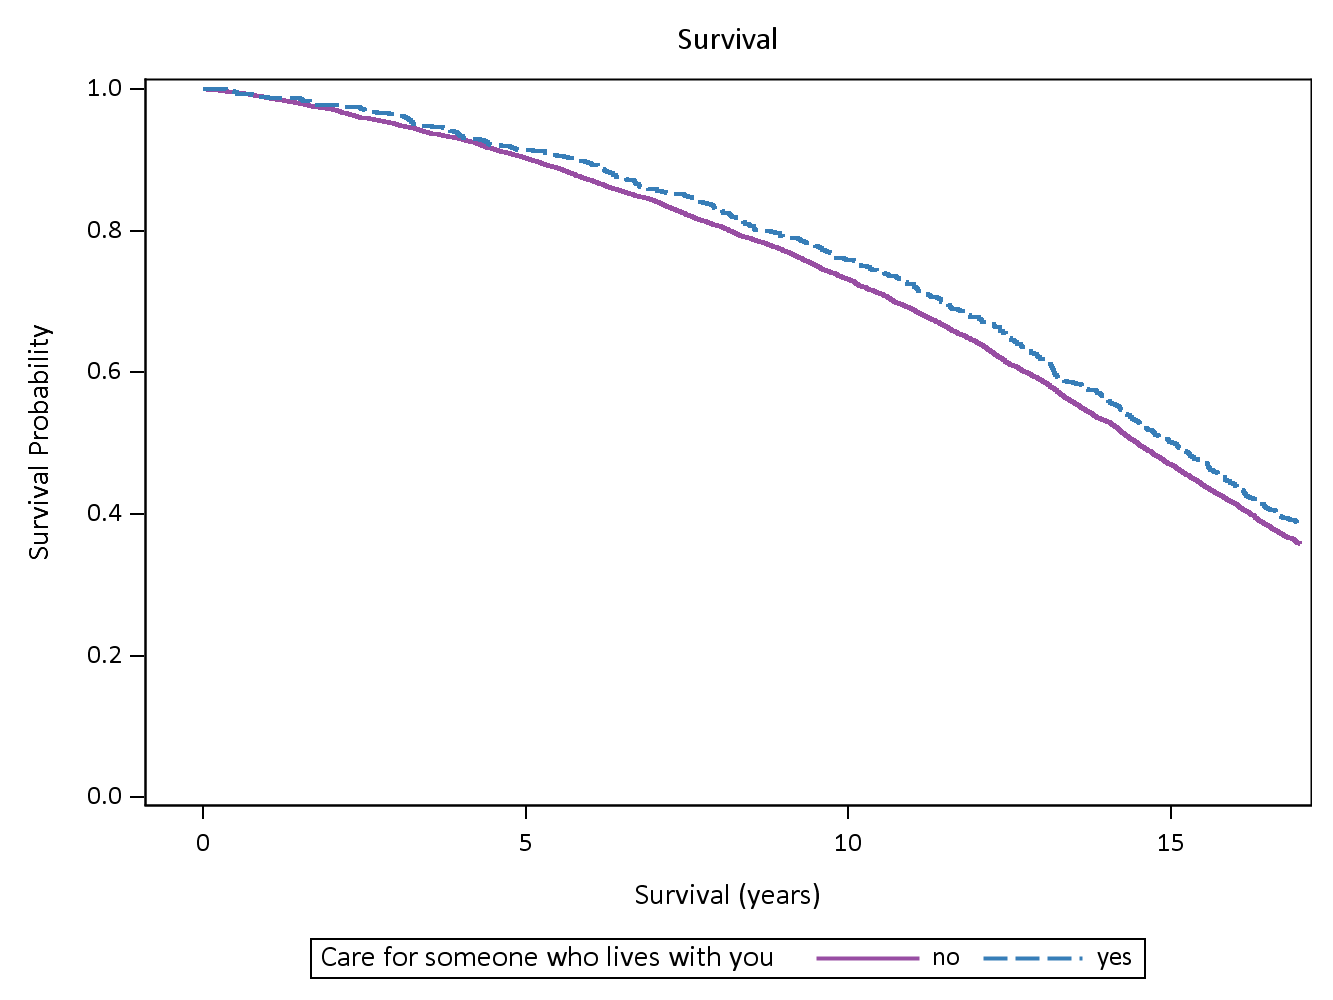 Survival
1.0
0.8
0.6
0.4
0.2
0.0
Survival Probability
0 5 10 15
Survival (years)
Care for someone who lives with you no yes